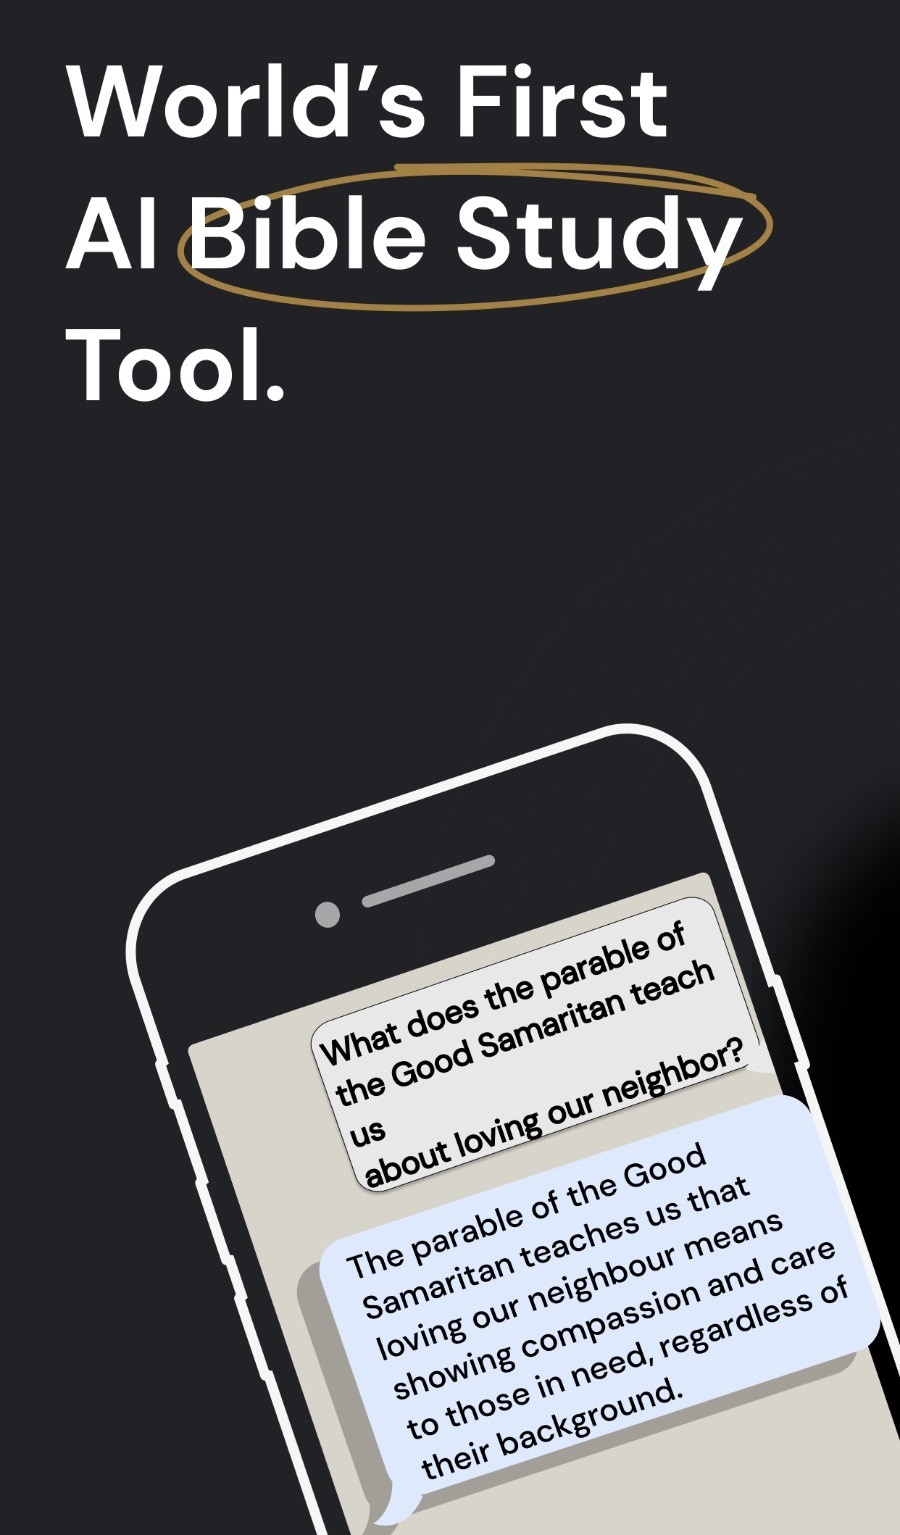 World’s First
AI Bible Study
Tool.
What does the parable of
the Good Samaritan teach
us
about loving our neighbor?
The parable of the Good
Samaritan teaches us that
loving our neighbour means
showing compassion and care
to those in need, regardless of
their background.